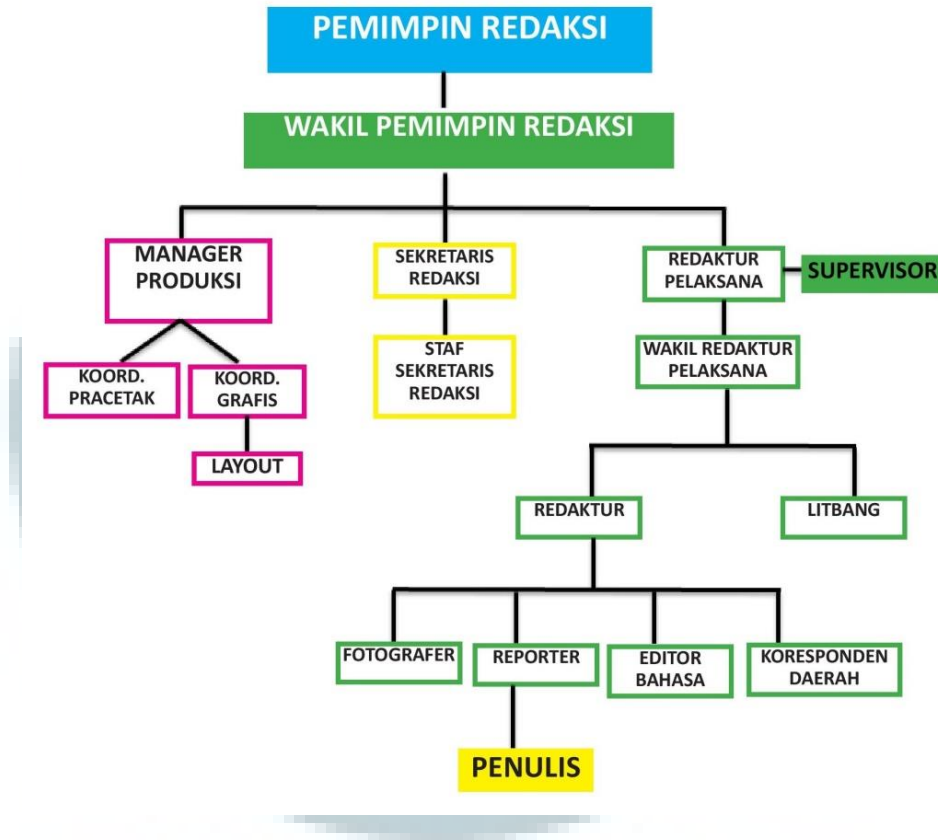 PEMIMPIN REDAKSI
WAKIL PEMIMPIN REDAKSI
MANAGER
PRODUKSI
SEKRETARIS
REDAKSI
REDAKTUR
PELAKSANA
SUPERVISOR
KOORD.
PRACETAK
KOORD.
GRAFIS
STAF
SEKRETARIS
REDAKSI
WAKIL REDAKTUR
PELAKSANA
LAYOUT
REDAKTUR
LITBANG
FOTOGRAFER
REPORTER
EDITOR
BAHASA
KORESPONDEN
DAERAH
PENULIS